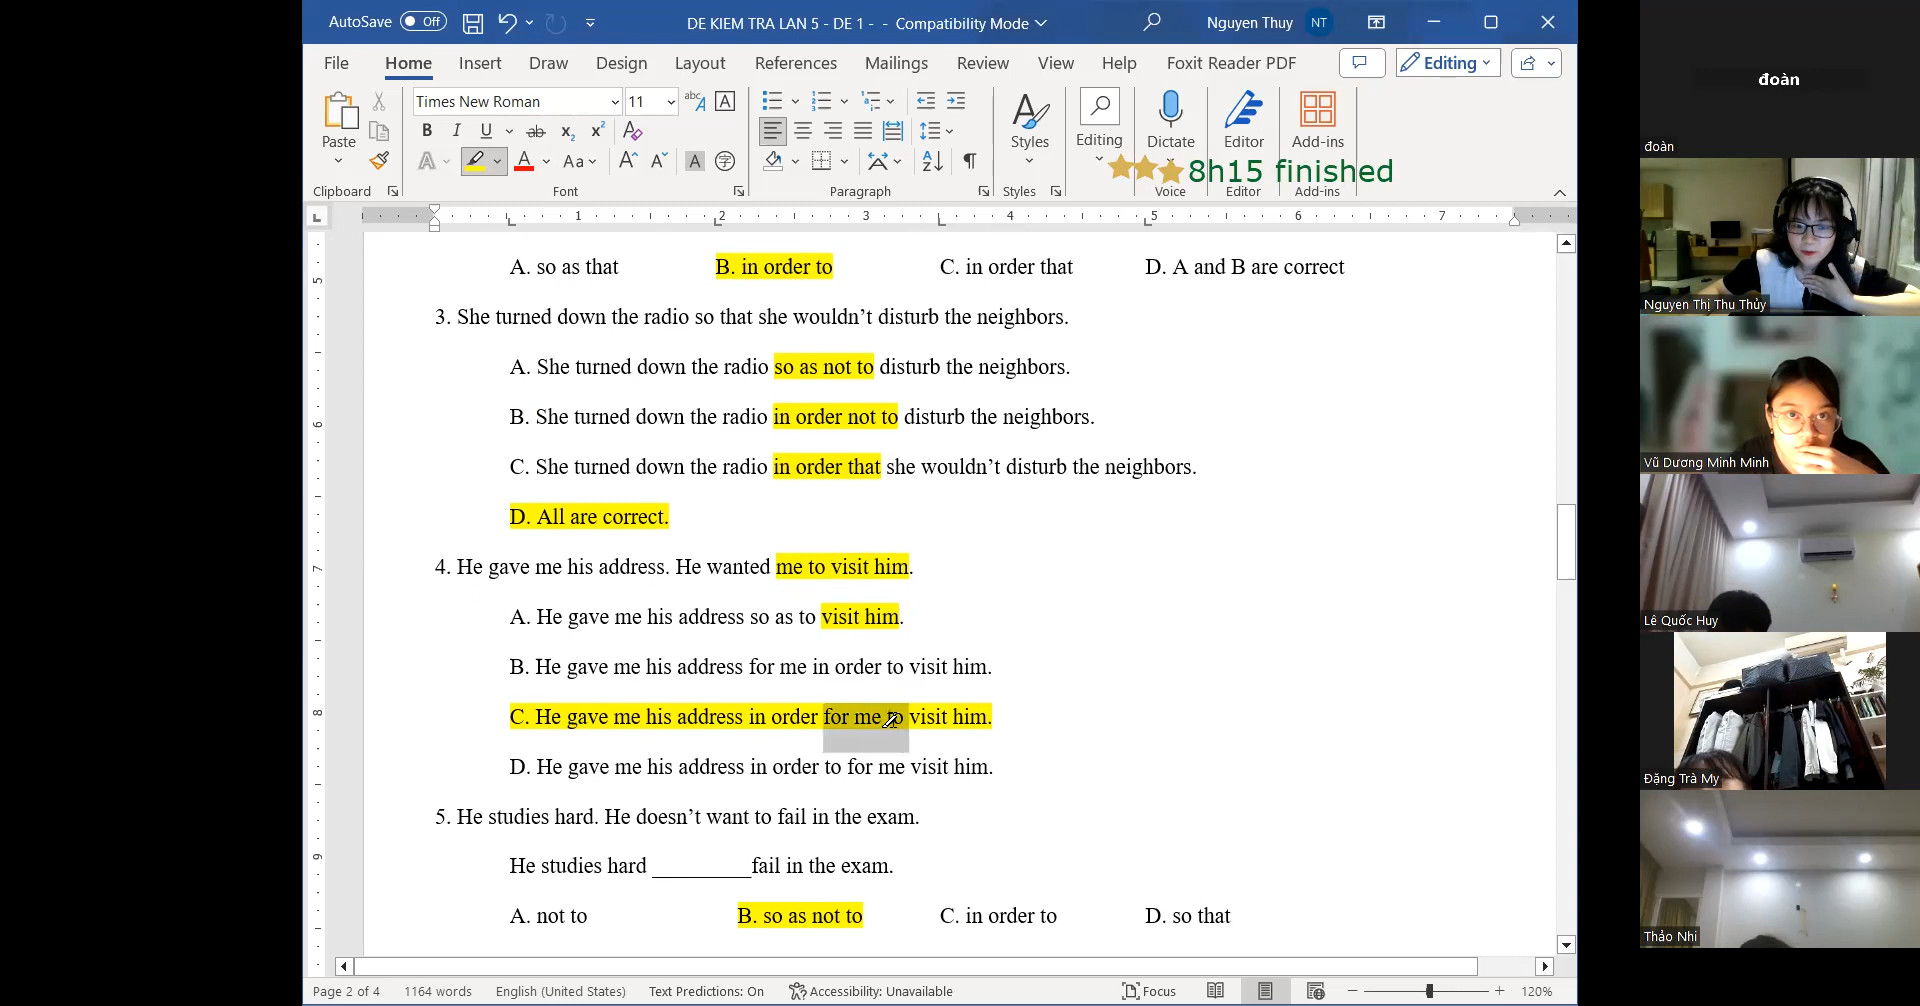 AutoSave Off DE KIEM TRA LAN 5 - DE 1 - - Compatibility Mode Nguyen Thuy NT
File Home Insert Draw Design Layout References Mailings Review View Help Foxit Reader PDF Editing
Paste Times New Roman 11 Styles Editing Dictate Editor Add-ins
8h15 finished
Clipboard Font Paragraph Styles Voice Editor Add-ins
1 2 3 4 5 6 7
A. so as that B. in order to C. in order that D. A and B are correct
3. She turned down the radio so that she wouldn't disturb the neighbors.
A. She turned down the radio so as not to disturb the neighbors.
B. She turned down the radio in order not to disturb the neighbors.
C. She turned down the radio in order that she wouldn't disturb the neighbors.
D. All are correct.
4. He gave me his address. He wanted me to visit him.
A. He gave me his address so as to visit him.
B. He gave me his address for me in order to visit him.
C. He gave me his address in order for me to visit him.
D. He gave me his address in order to for me visit him.
5. He studies hard. He doesn't want to fail in the exam.
He studies hard _________fail in the exam.
A. not to B. so as not to C. in order to D. so that
Page 2 of 4 1164 words English (United States) Text Predictions: On Accessibility: Unavailable Focus 120%
đoàn
đoàn
Nguyen Thị Thu Thủy
Vũ Dương Minh Minh
Lê Quốc Huy
Đặng Trà My
Thảo Nhi